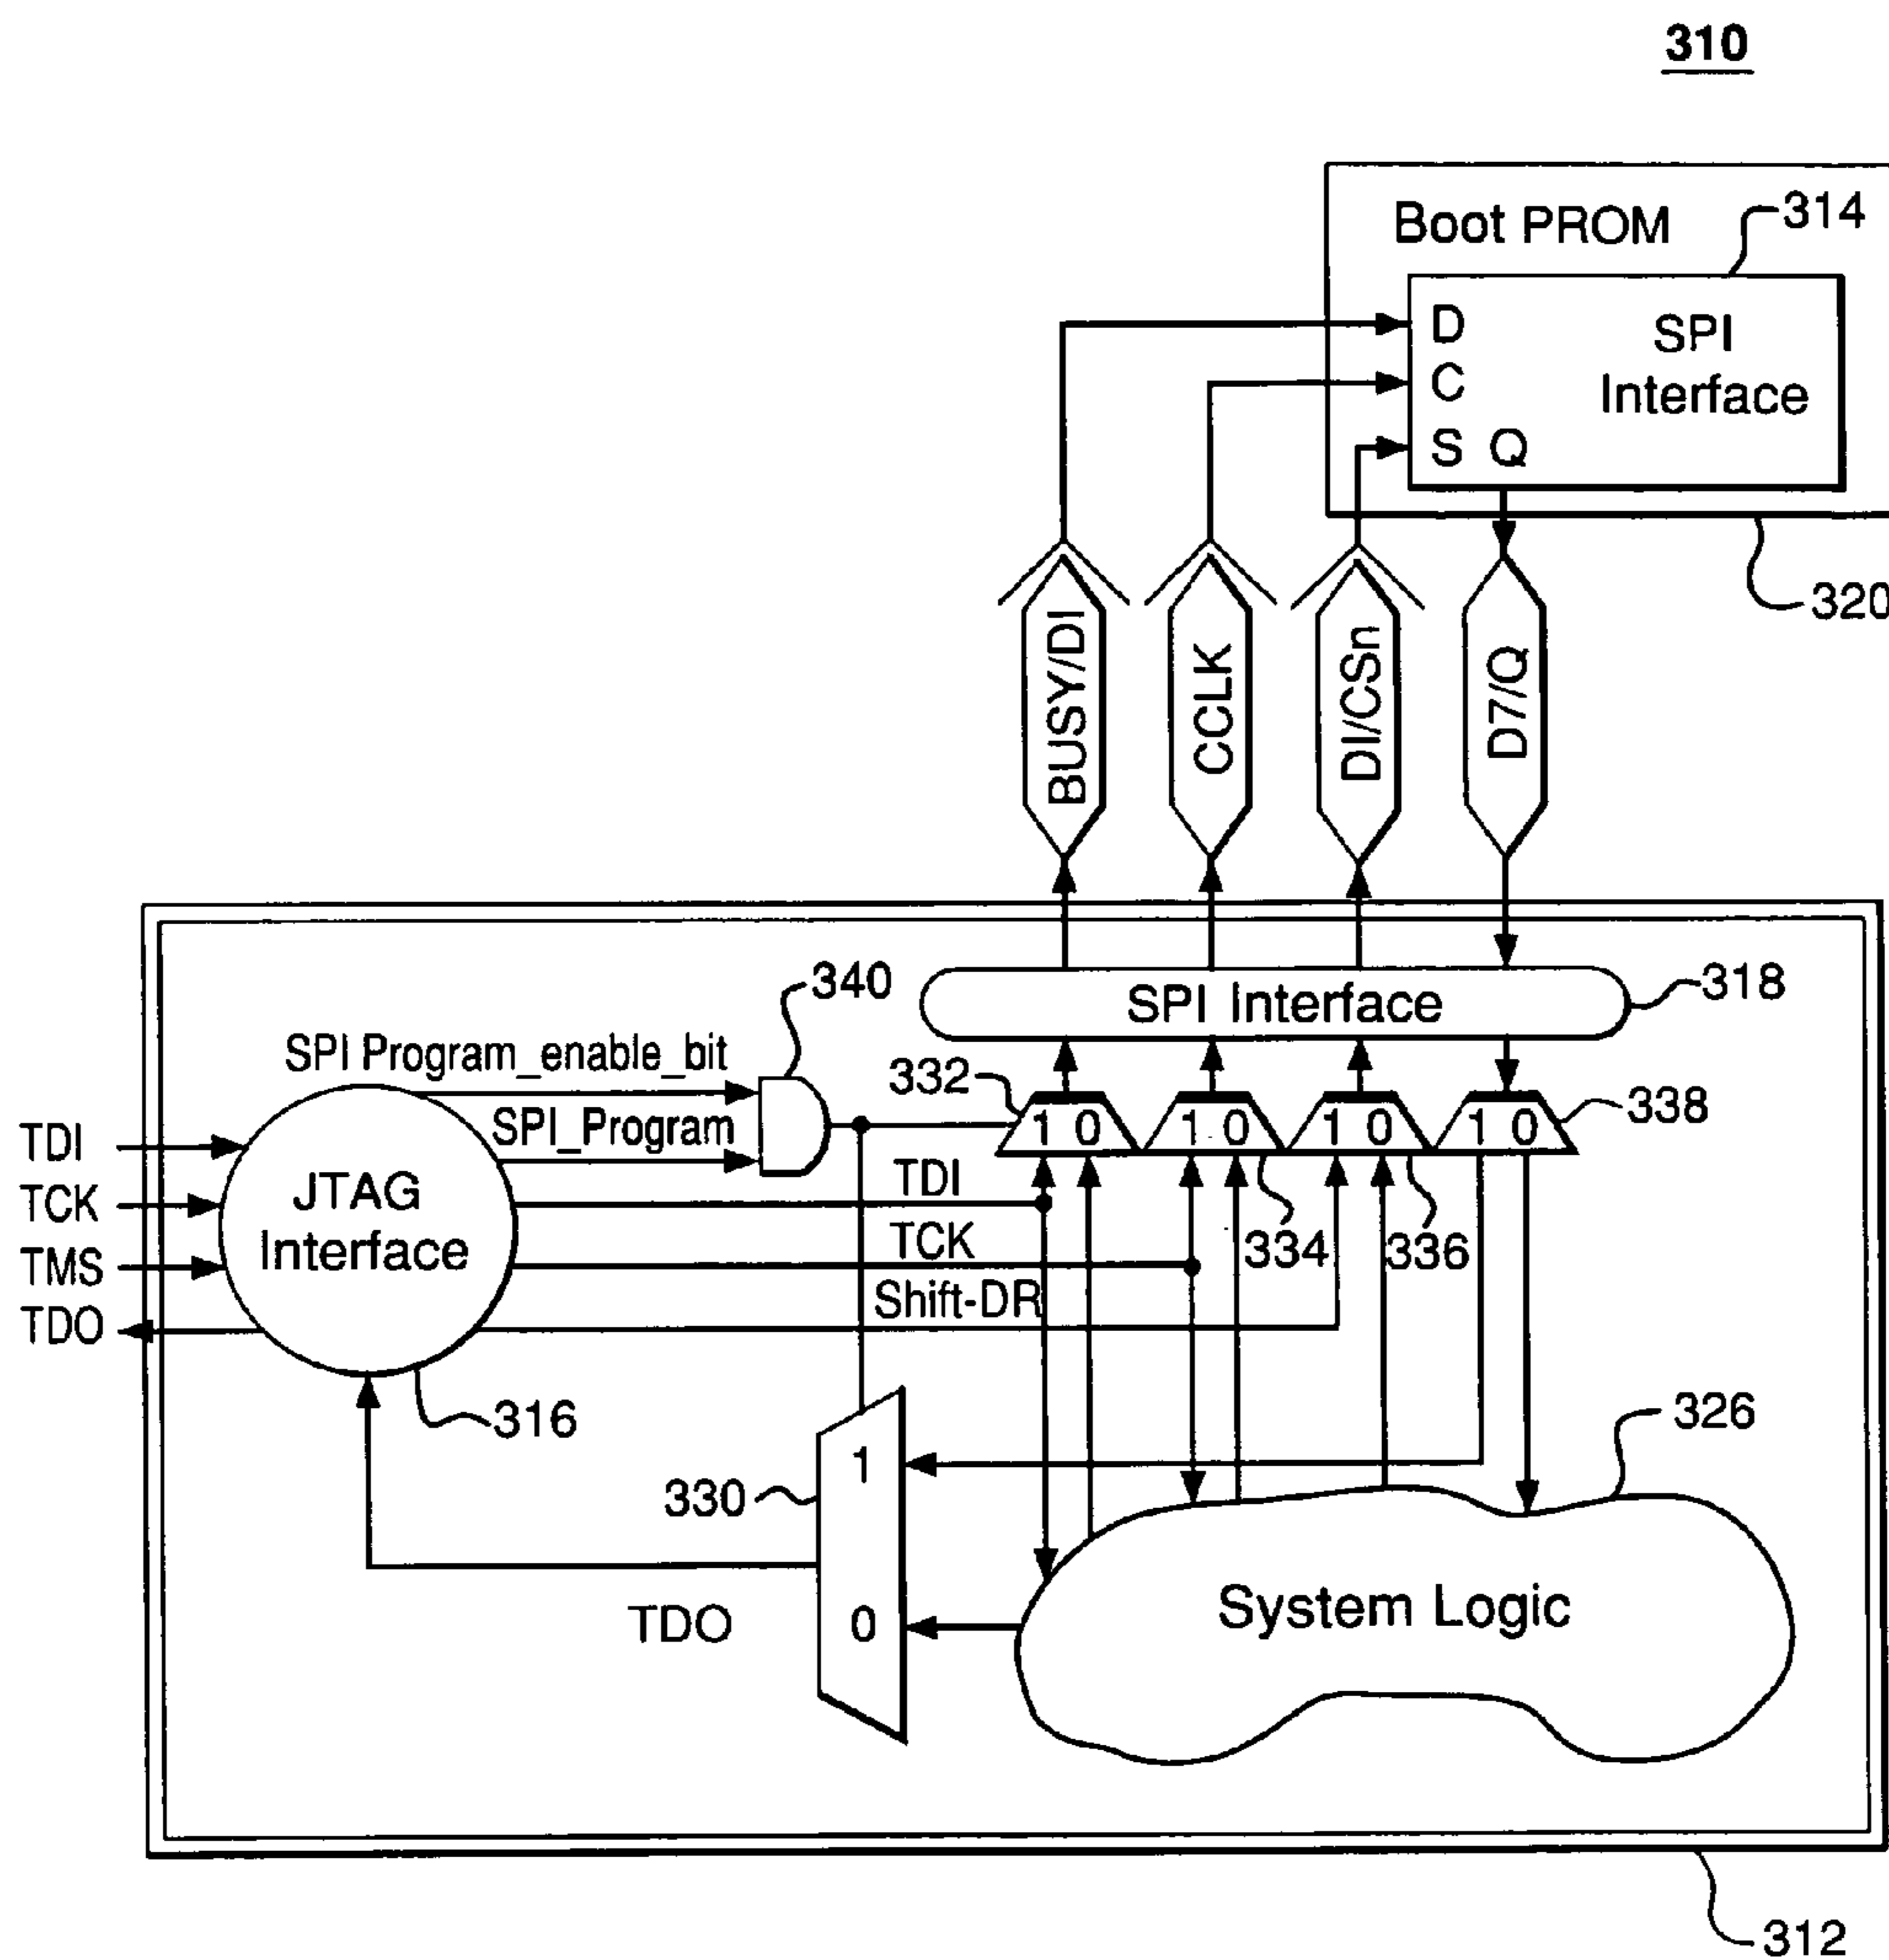 310
Boot PROM
314
D
SPI
C
Interface
S Q
320
BUSY/DI
CCLK
DI/CSn
D7/Q
340
SPI Interface
318
SPI Program_enable_bit
332
SPI_Program
1 0
1 0
1 0
1 0
338
TDI
TCK
TMS
TDO
JTAG
Interface
TDI
TCK
334
336
Shift-DR
316
326
1
330
System Logic
TDO
0
312